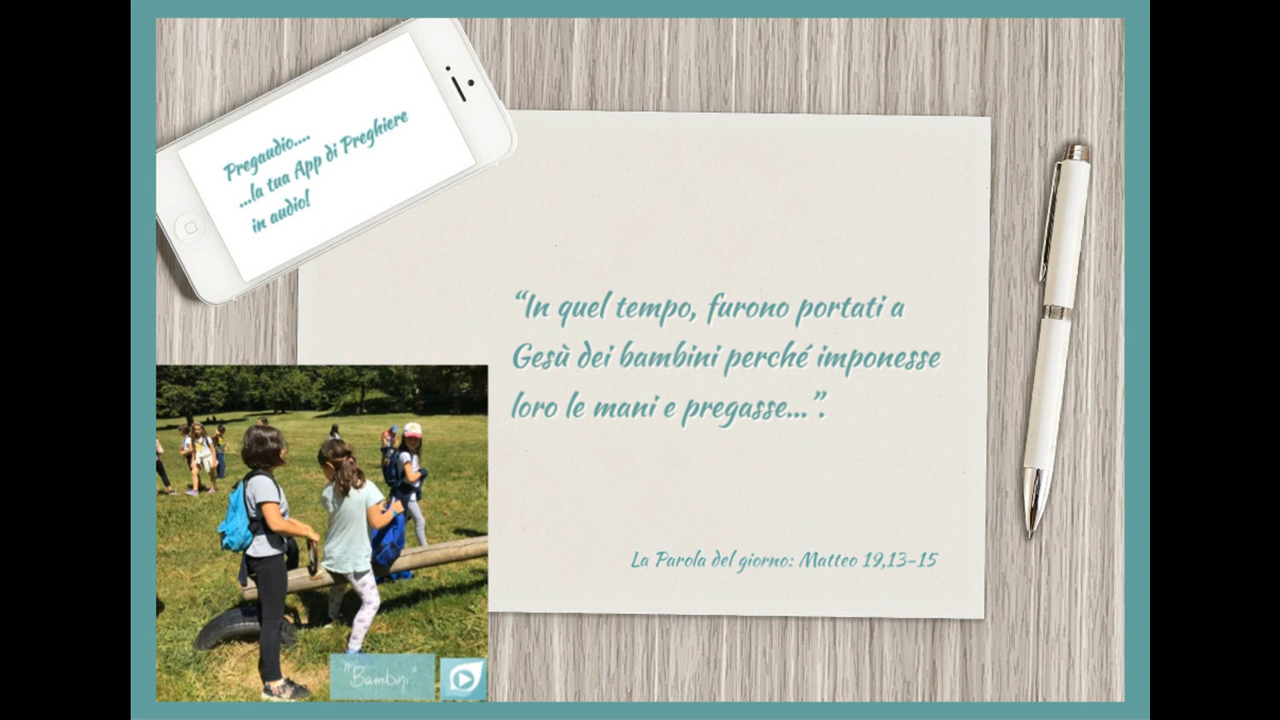 Pregaudio....
...la tua App di Preghiere
in audio!
“In quel tempo, furono portati a
Gesù dei bambini perché imponesse
loro le mani e pregasse...”.
La Parola del giorno: Matteo 19,13-15
"Bambini"